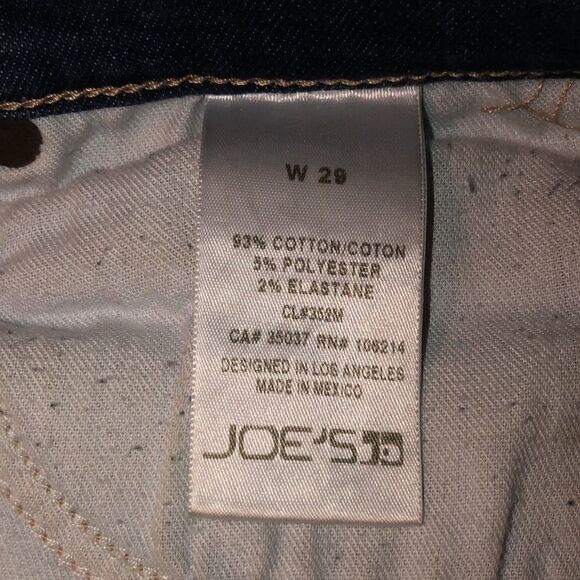 W 29
93% COTTON/COTON
5% POLYESTER
2% ELASTANE
CL#352M
CA# 35037 RN# 106214
DESIGNED IN LOS ANGELES
MADE IN MEXICO
JOE'S